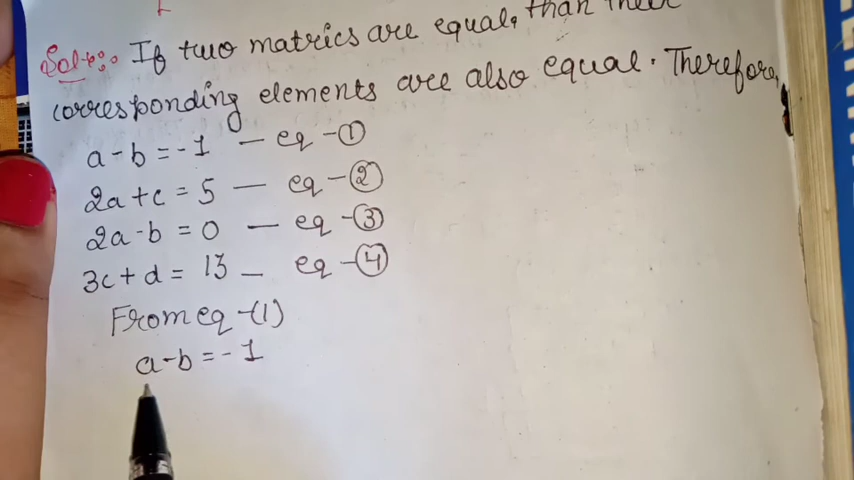 Solⁿ:- If two matrics are equal, than their
corresponding elements are also equal. Therefore,
a-b = -1 — eq-①
2a+c = 5 — eq-②
2a-b = 0 — eq-③
3c+d = 13 — eq-④
From eq-(1)
a-b = -1